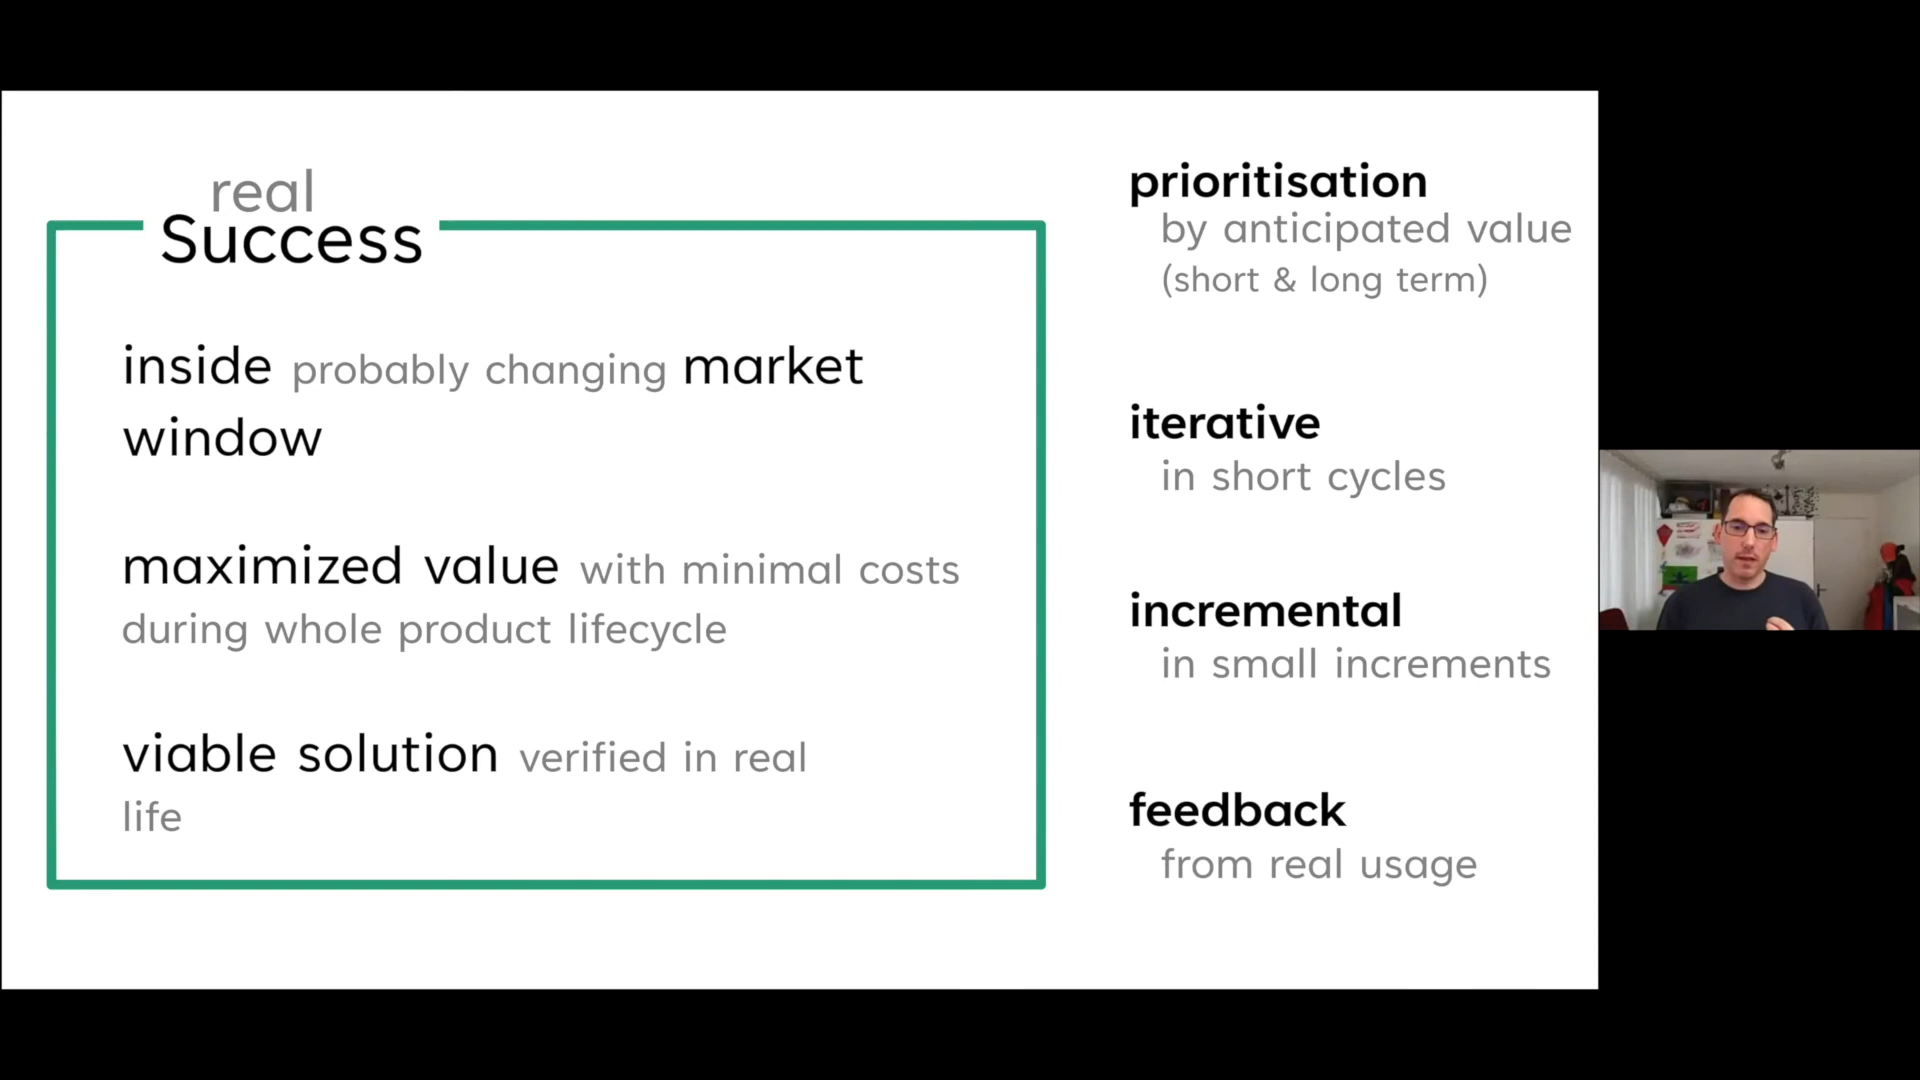 real
Success
inside probably changing market
window
maximized value with minimal costs
during whole product lifecycle
viable solution verified in real
life
prioritisation
by anticipated value
(short & long term)
iterative
in short cycles
incremental
in small increments
feedback
from real usage